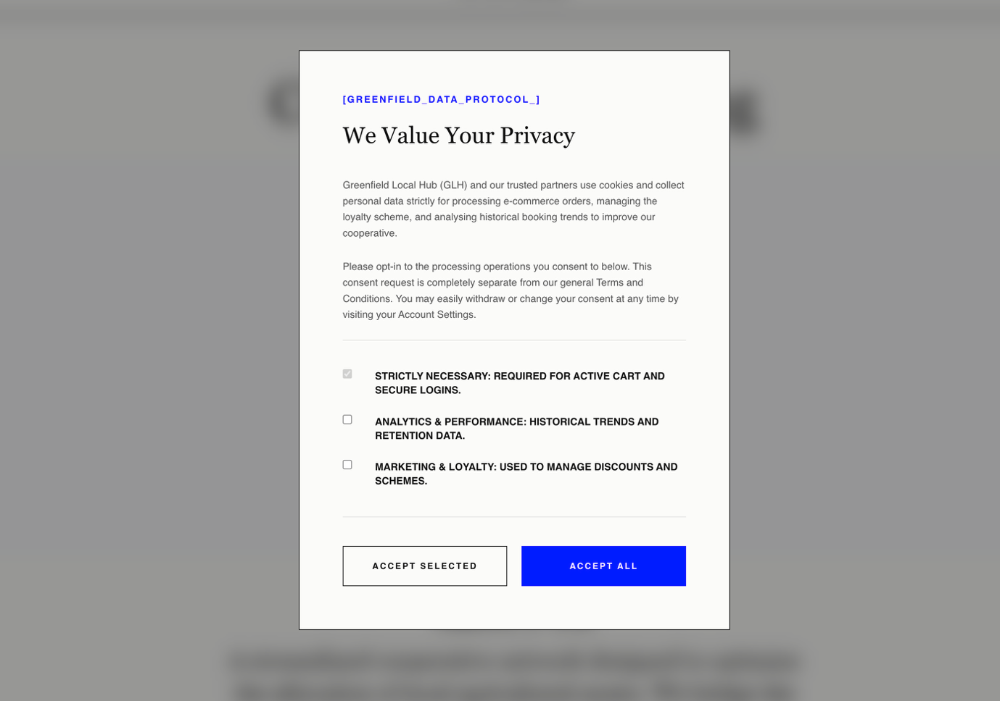 [GREENFIELD_DATA_PROTOCOL_]
We Value Your Privacy
Greenfield Local Hub (GLH) and our trusted partners use cookies and collect
personal data strictly for processing e-commerce orders, managing the
loyalty scheme, and analysing historical booking trends to improve our
cooperative.
Please opt-in to the processing operations you consent to below. This
consent request is completely separate from our general Terms and
Conditions. You may easily withdraw or change your consent at any time by
visiting your Account Settings.
STRICTLY NECESSARY: REQUIRED FOR ACTIVE CART AND
SECURE LOGINS.
ANALYTICS & PERFORMANCE: HISTORICAL TRENDS AND
RETENTION DATA.
MARKETING & LOYALTY: USED TO MANAGE DISCOUNTS AND
SCHEMES.
ACCEPT SELECTED
ACCEPT ALL